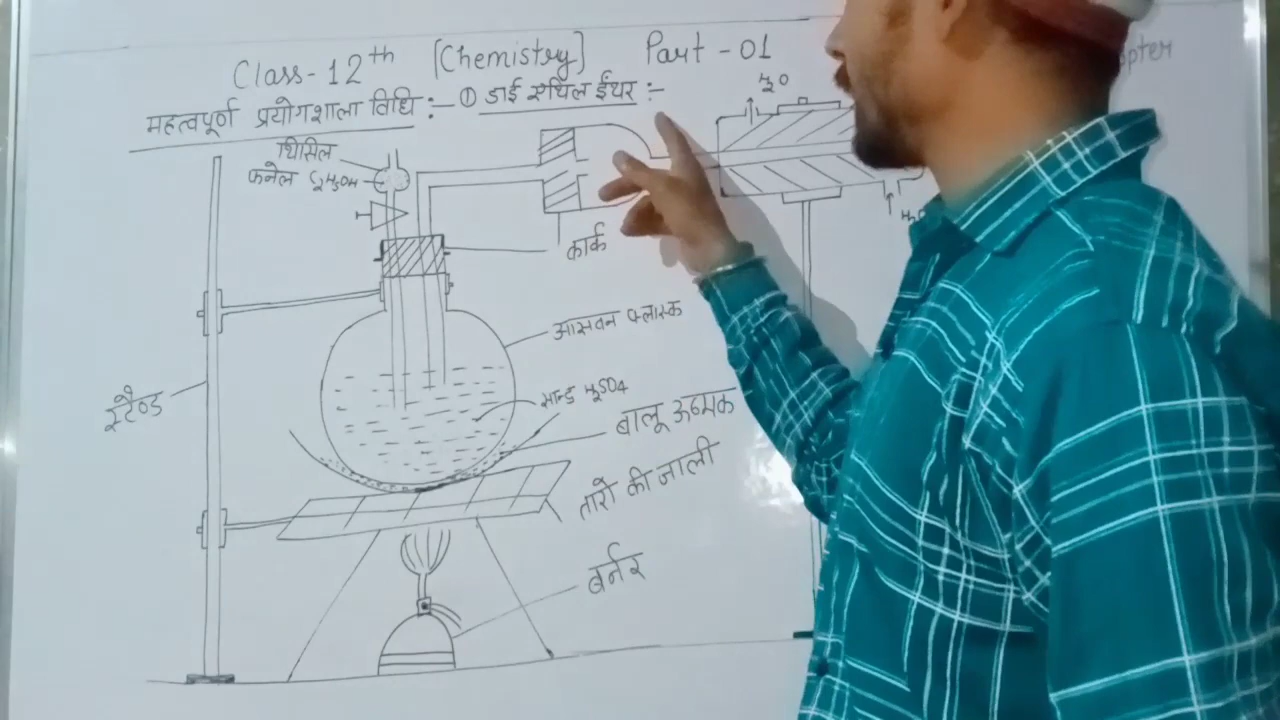 Class-12th [Chemistry] Part-01
महत्वपूर्ण प्रयोगशाला विधि :- ① डाई एथिल ईथर :-
H₂O
थिसिल
फनेल C₂H₅OH
कार्क
आसवन फ्लास्क
स्टैण्ड
सान्द्र H₂SO₄
बालू ऊष्मक
तारो की जाली
बर्नर